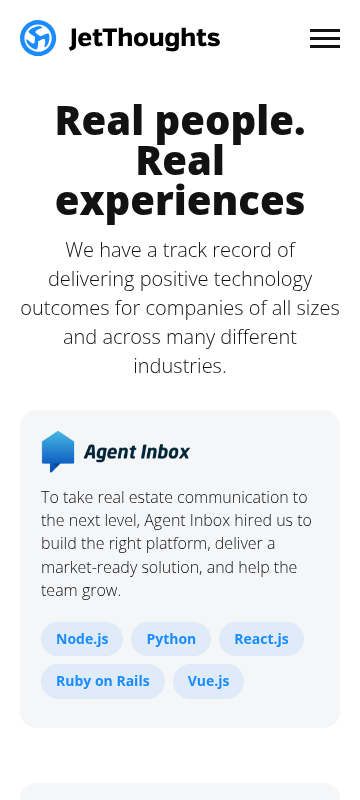 JetThoughts
Real people.
Real
experiences
We have a track record of
delivering positive technology
outcomes for companies of all sizes
and across many different
industries.
Agent Inbox
To take real estate communication to
the next level, Agent Inbox hired us to
build the right platform, deliver a
market-ready solution, and help the
team grow.
Node.js Python React.js
Ruby on Rails Vue.js